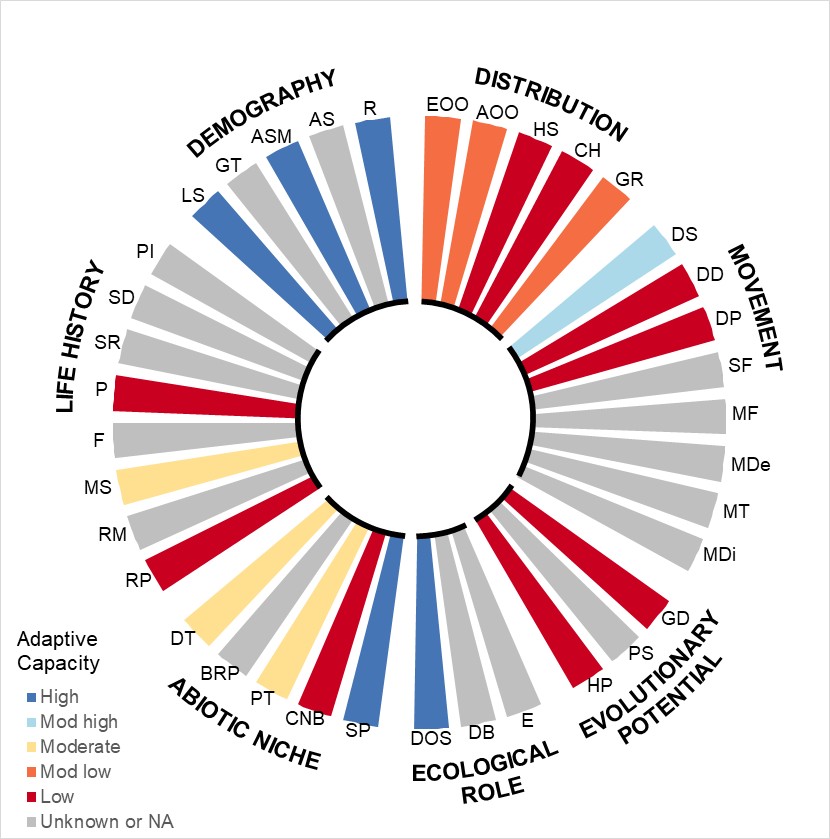 DEMOGRAPHY
LS
GT
ASM
AS
R
DISTRIBUTION
EOO
AOO
HS
CH
GR
MOVEMENT
DS
DD
DP
SF
MF
MDe
MT
MDi
EVOLUTIONARY
POTENTIAL
GD
PS
HP
ECOLOGICAL
ROLE
E
DB
DOS
ABIOTIC NICHE
SP
CNB
PT
BRP
DT
LIFE HISTORY
RP
RM
MS
F
P
SR
SD
PI
Adaptive
Capacity
High
Mod high
Moderate
Mod low
Low
Unknown or NA